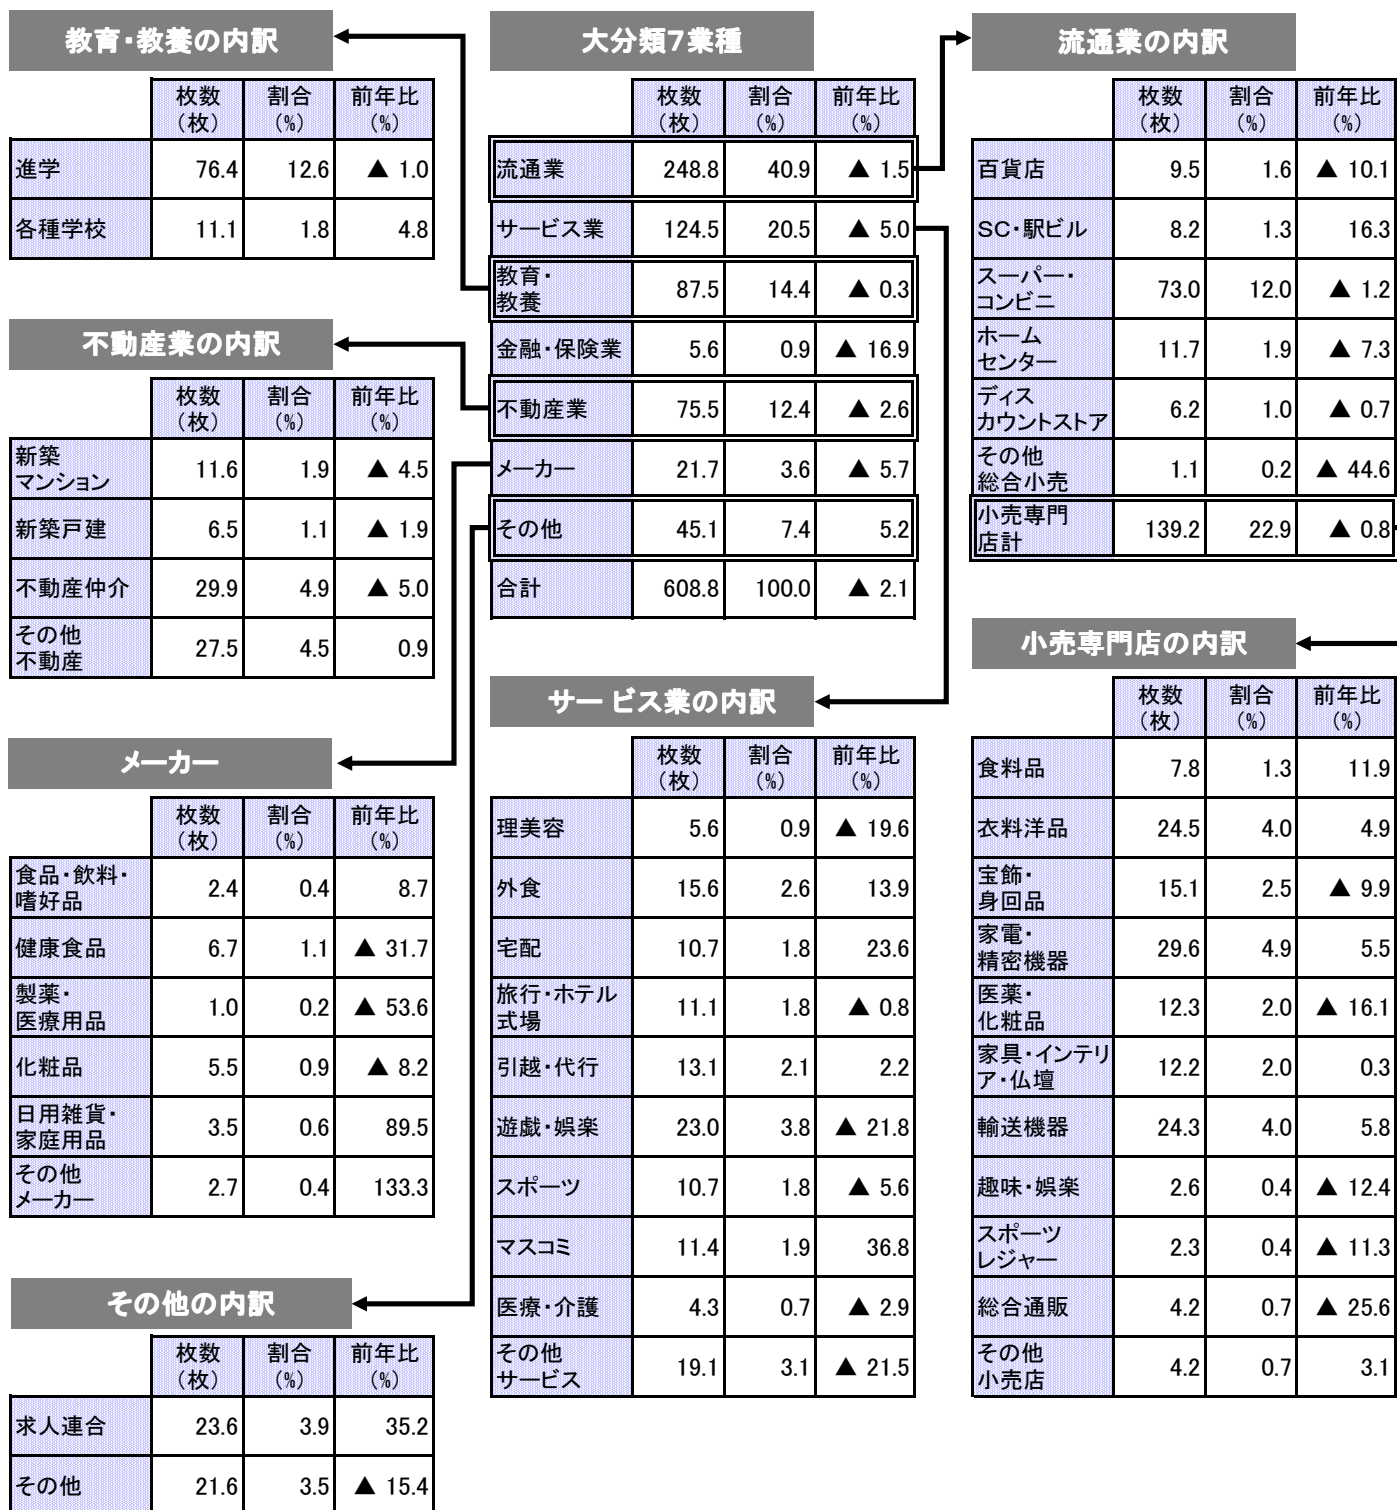 教育・教養の内訳
枚数 割合 前年比
（枚） （%） （%）
進学 76.4 12.6 ▲ 1.0
各種学校 11.1 1.8 4.8
不動産業の内訳
枚数 割合 前年比
（枚） （%） （%）
新築
マンション 11.6 1.9 ▲ 4.5
新築戸建 6.5 1.1 ▲ 1.9
不動産仲介 29.9 4.9 ▲ 5.0
その他
不動産 27.5 4.5 0.9
メーカー
枚数 割合 前年比
（枚） （%） （%）
食品・飲料・
嗜好品 2.4 0.4 8.7
健康食品 6.7 1.1 ▲ 31.7
製薬・
医療用品 1.0 0.2 ▲ 53.6
化粧品 5.5 0.9 ▲ 8.2
日用雑貨・
家庭用品 3.5 0.6 89.5
その他
メーカー 2.7 0.4 133.3
その他の内訳
枚数 割合 前年比
（枚） （%） （%）
求人連合 23.6 3.9 35.2
その他 21.6 3.5 ▲ 15.4
大分類７業種
枚数 割合 前年比
（枚） （%） （%）
流通業 248.8 40.9 ▲ 1.5
サービス業 124.5 20.5 ▲ 5.0
教育・
教養 87.5 14.4 ▲ 0.3
金融・保険業 5.6 0.9 ▲ 16.9
不動産業 75.5 12.4 ▲ 2.6
メーカー 21.7 3.6 ▲ 5.7
その他 45.1 7.4 5.2
合計 608.8 100.0 ▲ 2.1
サービス業の内訳
枚数 割合 前年比
（枚） （%） （%）
理美容 5.6 0.9 ▲ 19.6
外食 15.6 2.6 13.9
宅配 10.7 1.8 23.6
旅行・ホテル
式場 11.1 1.8 ▲ 0.8
引越・代行 13.1 2.1 2.2
遊戯・娯楽 23.0 3.8 ▲ 21.8
スポーツ 10.7 1.8 ▲ 5.6
マスコミ 11.4 1.9 36.8
医療・介護 4.3 0.7 ▲ 2.9
その他
サービス 19.1 3.1 ▲ 21.5
流通業の内訳
枚数 割合 前年比
（枚） （%） （%）
百貨店 9.5 1.6 ▲ 10.1
SC・駅ビル 8.2 1.3 16.3
スーパー・
コンビニ 73.0 12.0 ▲ 1.2
ホーム
センター 11.7 1.9 ▲ 7.3
ディス
カウントストア 6.2 1.0 ▲ 0.7
その他
総合小売 1.1 0.2 ▲ 44.6
小売専門
店計 139.2 22.9 ▲ 0.8
小売専門店の内訳
枚数 割合 前年比
（枚） （%） （%）
食料品 7.8 1.3 11.9
衣料洋品 24.5 4.0 4.9
宝飾・
身回品 15.1 2.5 ▲ 9.9
家電・
精密機器 29.6 4.9 5.5
医薬・
化粧品 12.3 2.0 ▲ 16.1
家具・インテリ
ア・仏壇 12.2 2.0 0.3
輸送機器 24.3 4.0 5.8
趣味・娯楽 2.6 0.4 ▲ 12.4
スポーツ
レジャー 2.3 0.4 ▲ 11.3
総合通販 4.2 0.7 ▲ 25.6
その他
小売店 4.2 0.7 3.1